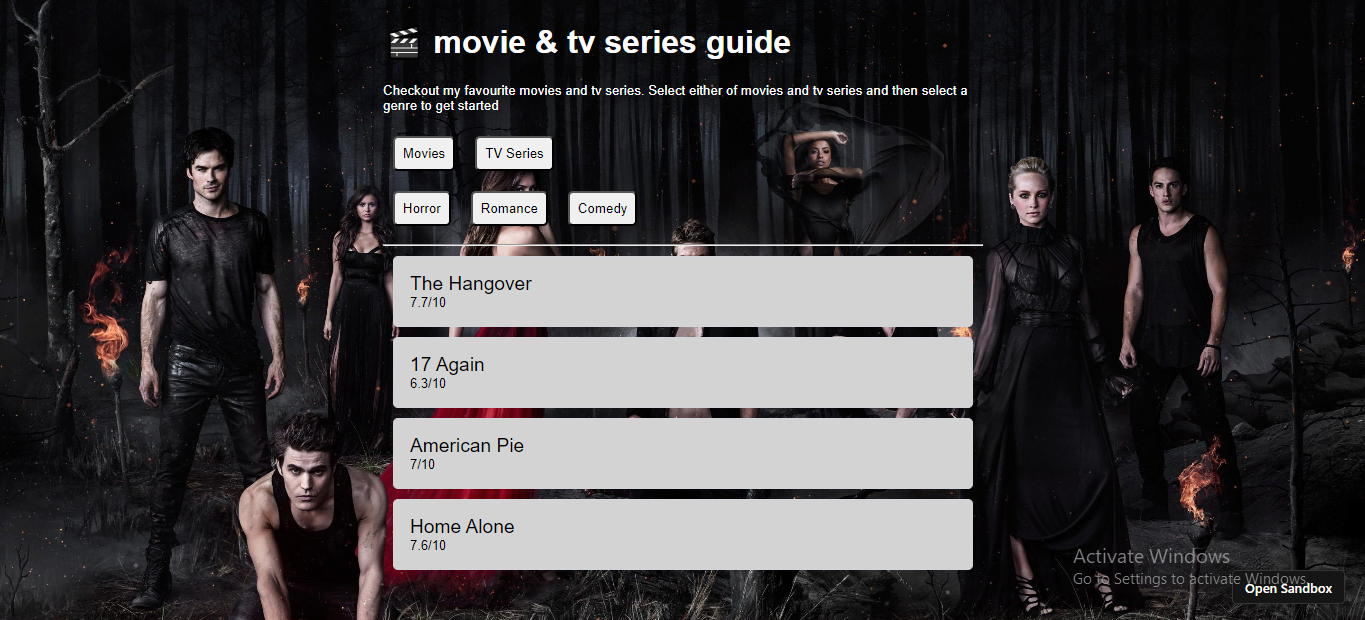 🎬 movie & tv series guide
Checkout my favourite movies and tv series. Select either of movies and tv series and then select a
genre to get started
Movies TV Series
Horror Romance Comedy
The Hangover
7.7/10
17 Again
6.3/10
American Pie
7/10
Home Alone
7.6/10
Activate Windows
Go to Settings to activate Windows.
Open Sandbox